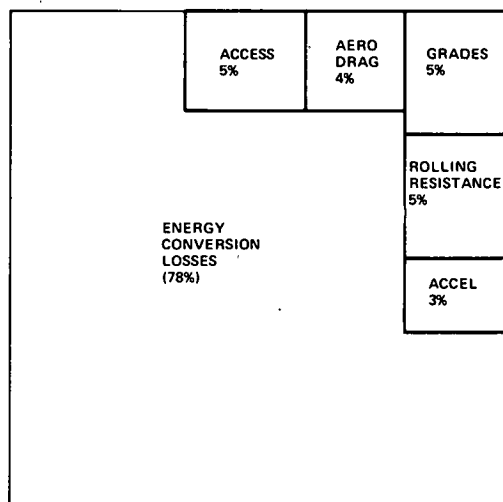 ACCESS
5%
AERO
DRAG
4%
GRADES
5%
ROLLING
RESISTANCE
5%
ENERGY
CONVERSION
LOSSES
(78%)
ACCEL
3%